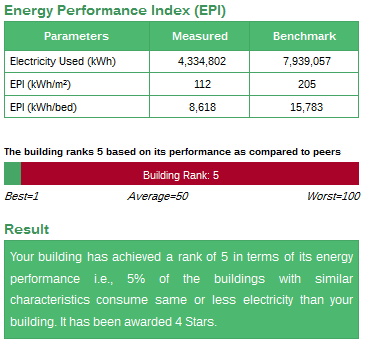 Energy Performance Index (EPI)
Parameters Measured Benchmark
Electricity Used (kWh) 4,334,802 7,939,057
EPI (kWh/m²) 112 205
EPI (kWh/bed) 8,618 15,783
The building ranks 5 based on its performance as compared to peers
Building Rank: 5
Best=1 Average=50 Worst=100
Result
Your building has achieved a rank of 5 in terms of its energy
performance i.e., 5% of the buildings with similar
characteristics consume same or less electricity than your
building. It has been awarded 4 Stars.